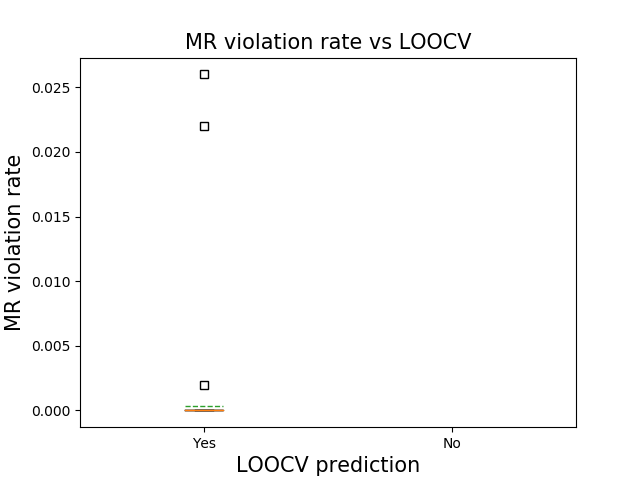 MR violation rate vs LOOCV
MR violation rate
0.025
0.020
0.015
0.010
0.005
0.000
Yes
No
LOOCV prediction